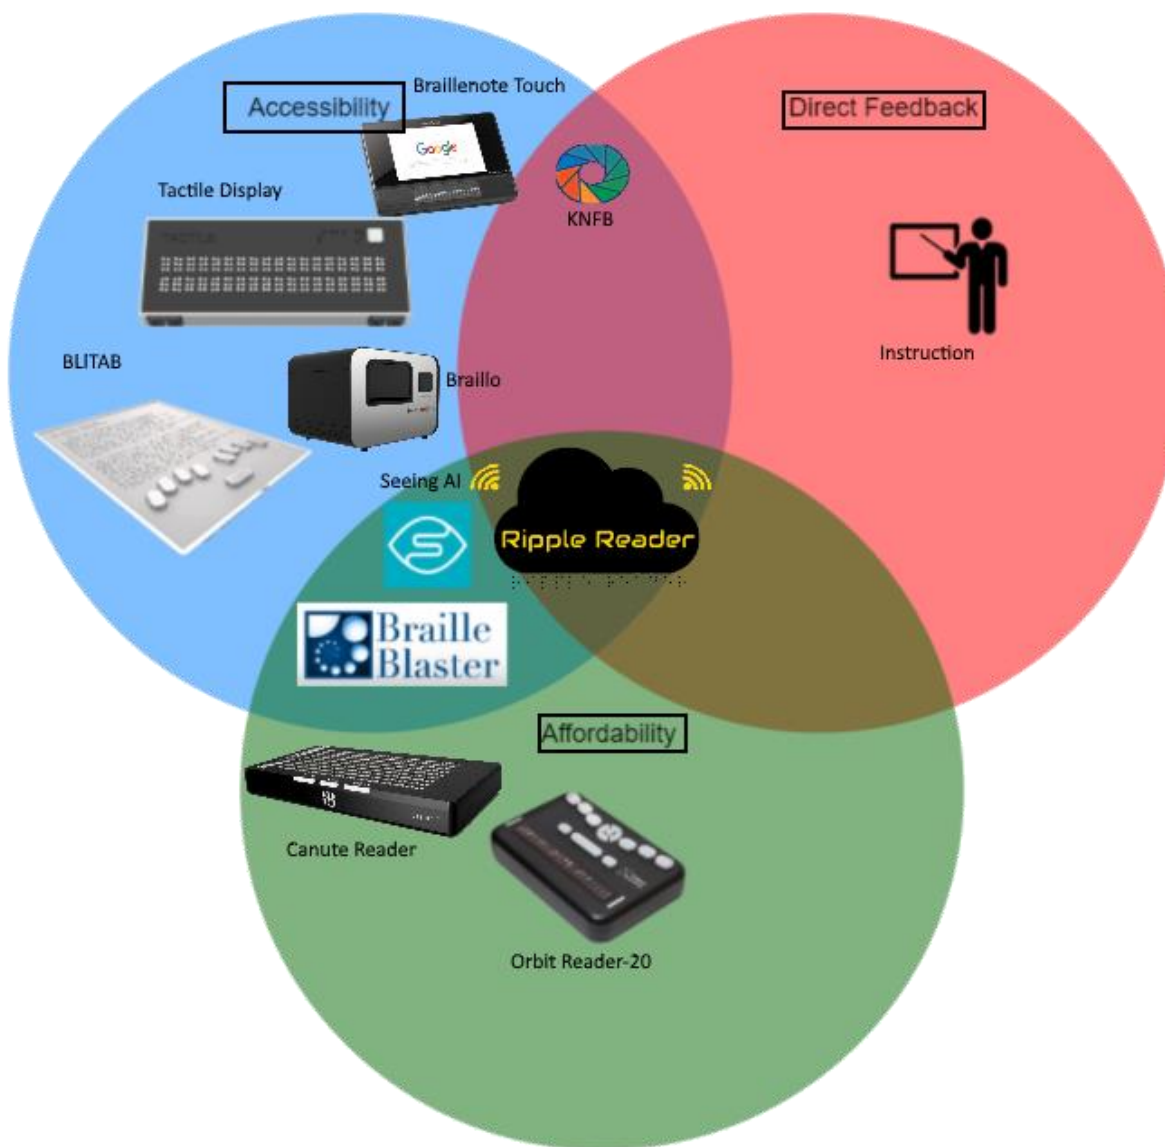 Braillenote Touch
Accessibility
Direct Feedback
Google
Tactile Display
KNFB
TACTILE
BLITAB
Braillo
Instruction
Seeing AI
Ripple Reader
Braille
Blaster
Affordability
Canute Reader
Orbit Reader-20